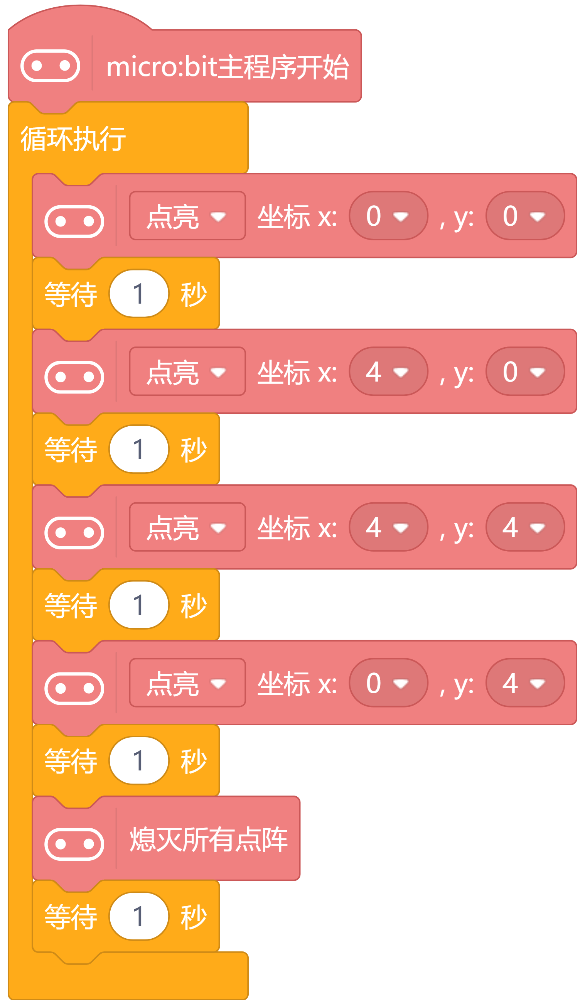 micro:bit主程序开始
循环执行
点亮 坐标 x: 0 , y: 0
等待 1 秒
点亮 坐标 x: 4 , y: 0
等待 1 秒
点亮 坐标 x: 4 , y: 4
等待 1 秒
点亮 坐标 x: 0 , y: 4
等待 1 秒
熄灭所有点阵
等待 1 秒